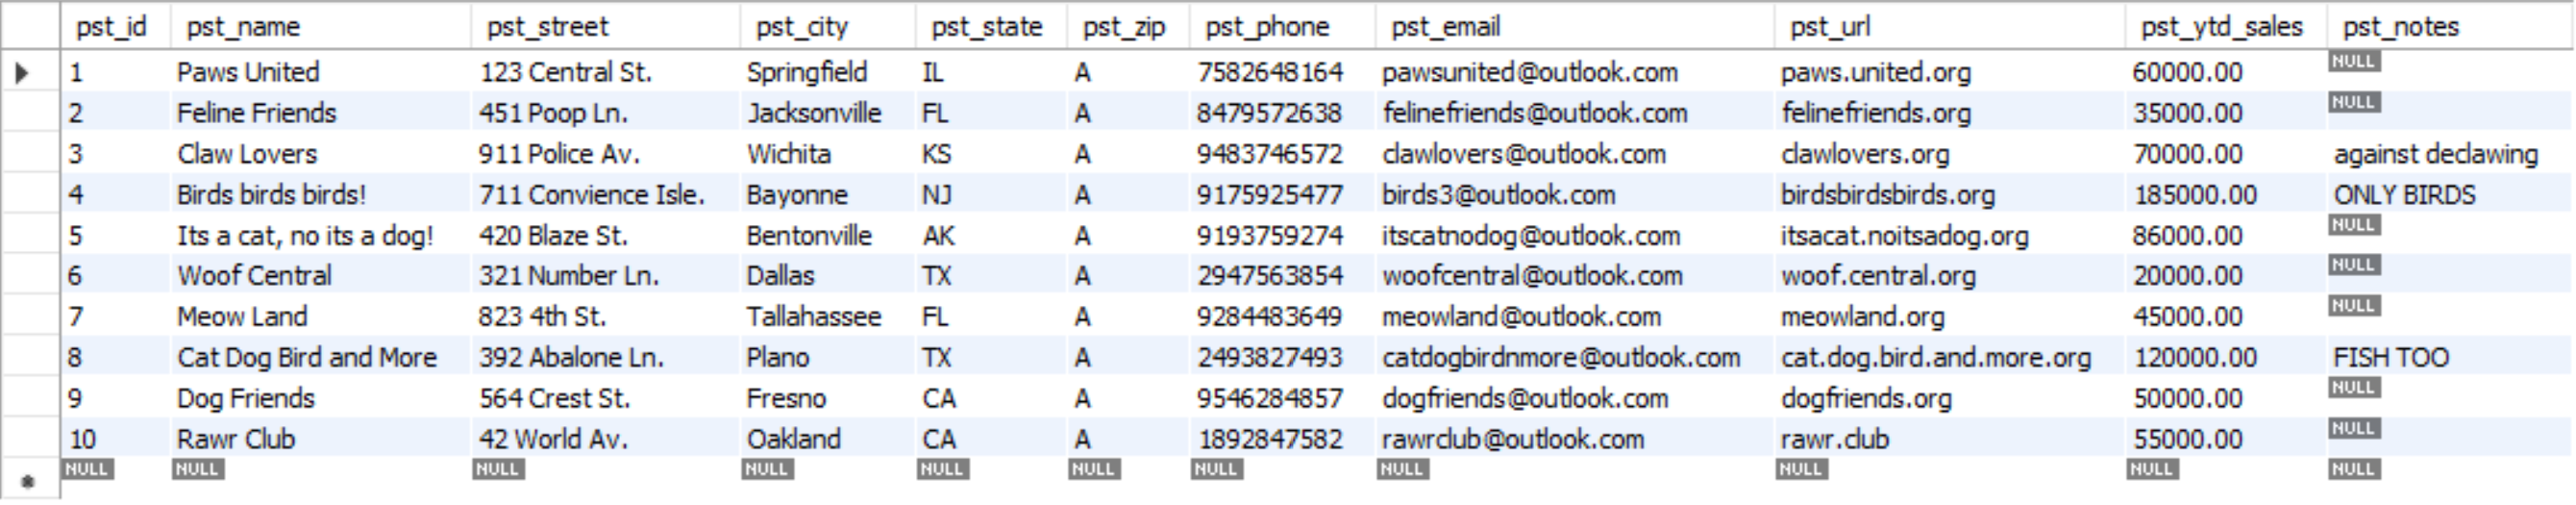 pst_id pst_name pst_street pst_city pst_state pst_zip pst_phone pst_email pst_url pst_ytd_sales pst_notes
1 Paws United 123 Central St. Springfield IL A 7582648164 pawsunited@outlook.com paws.united.org 60000.00 NULL
2 Feline Friends 451 Poop Ln. Jacksonville FL A 8479572638 felinefriends@outlook.com felinefriends.org 35000.00 NULL
3 Claw Lovers 911 Police Av. Wichita KS A 9483746572 clawlovers@outlook.com clawlovers.org 70000.00 against declawing
4 Birds birds birds! 711 Convience Isle. Bayonne NJ A 9175925477 birds3@outlook.com birdsbirdsbirds.org 185000.00 ONLY BIRDS
5 Its a cat, no its a dog! 420 Blaze St. Bentonville AK A 9193759274 itscatnodog@outlook.com itsacat.noitsadog.org 86000.00 NULL
6 Woof Central 321 Number Ln. Dallas TX A 2947563854 woofcentral@outlook.com woof.central.org 20000.00 NULL
7 Meow Land 823 4th St. Tallahassee FL A 9284483649 meowland@outlook.com meowland.org 45000.00 NULL
8 Cat Dog Bird and More 392 Abalone Ln. Plano TX A 2493827493 catdogbirdnmore@outlook.com cat.dog.bird.and.more.org 120000.00 FISH TOO
9 Dog Friends 564 Crest St. Fresno CA A 9546284857 dogfriends@outlook.com dogfriends.org 50000.00 NULL
10 Rawr Club 42 World Av. Oakland CA A 1892847582 rawrclub@outlook.com rawr.club 55000.00 NULL
NULL NULL NULL NULL NULL NULL NULL NULL NULL NULL NULL